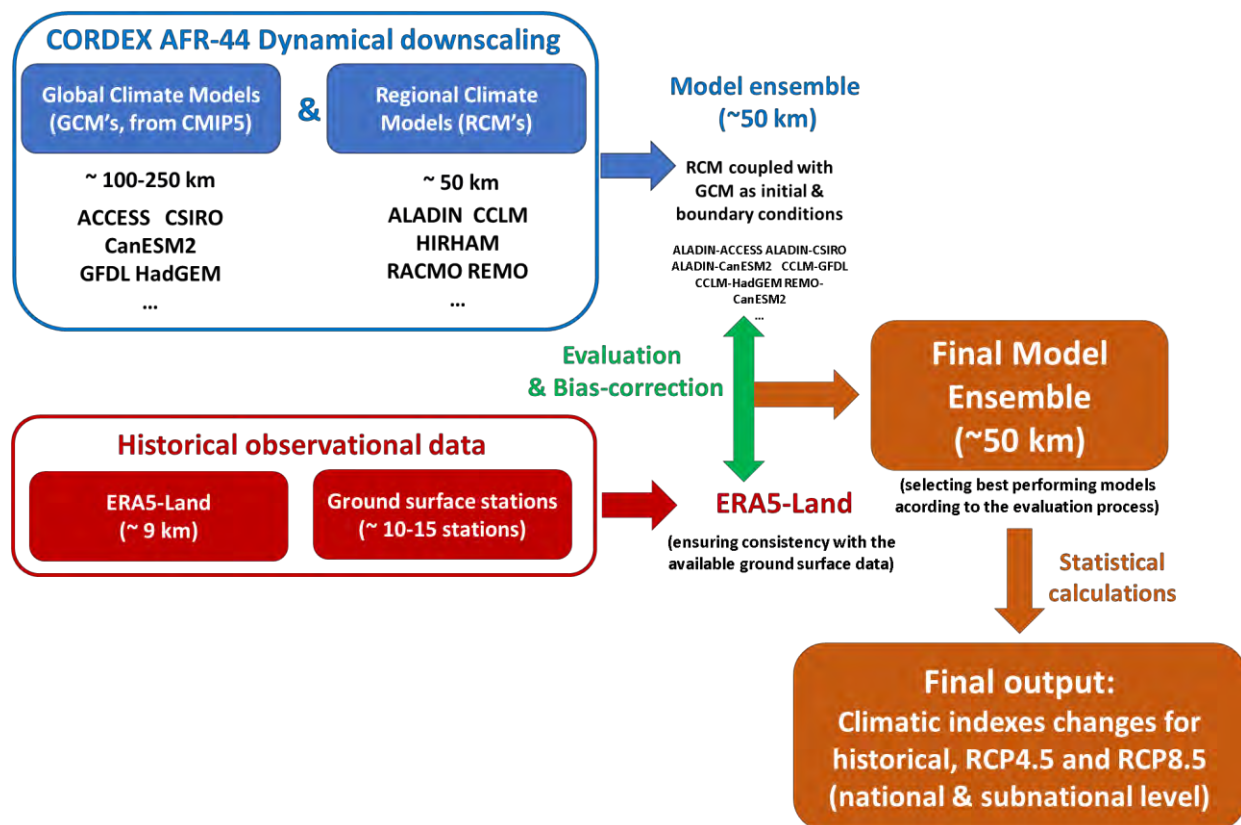 CORDEX AFR-44 Dynamical downscaling
Global Climate Models
(GCM's, from CMIP5)
&
Regional Climate
Models (RCM's)
~ 100-250 km
ACCESS CSIRO
CanESM2
GFDL HadGEM
...
~ 50 km
ALADIN CCLM
HIRHAM
RACMO REMO
...
Model ensemble
(~50 km)
RCM coupled with
GCM as initial &
boundary conditions
ALADIN-ACCESS ALADIN-CSIRO
ALADIN-CanESM2 CCLM-GFDL
CCLM-HadGEM REMO-
CanESM2
...
Evaluation
& Bias-correction
Final Model
Ensemble
(~50 km)
(selecting best performing models
acording to the evaluation process)
Historical observational data
ERA5-Land
(~ 9 km)
Ground surface stations
(~ 10-15 stations)
ERA5-Land
(ensuring consistency with the
available ground surface data)
Statistical
calculations
Final output:
Climatic indexes changes for
historical, RCP4.5 and RCP8.5
(national & subnational level)